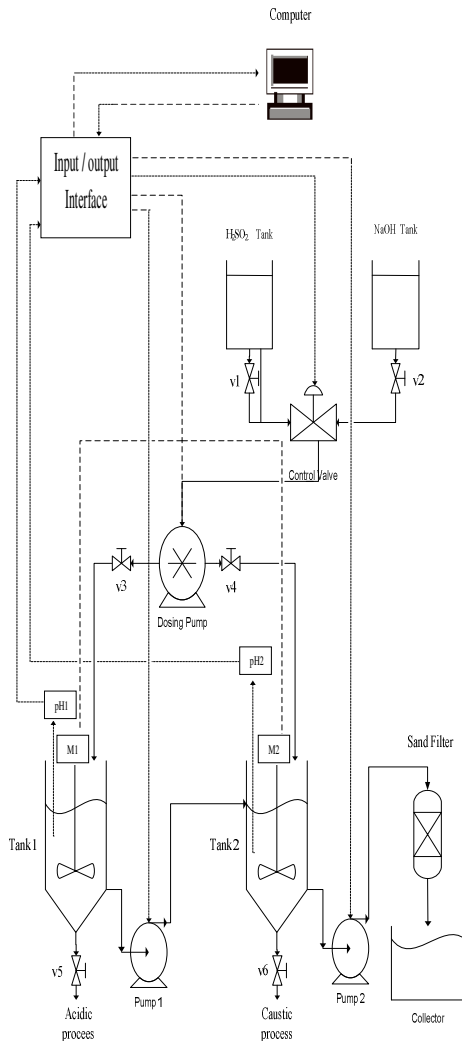 Computer
Input / output
Interface
H2SO2 Tank
NaOH Tank
v1
v2
Control Valve
v3
v4
Dosing Pump
pH2
pH1
M1
M2
Sand Filter
Tank 1
Tank 2
v5
v6
Pump 1
Pump 2
Acidic
procees
Caustic
process
Collector